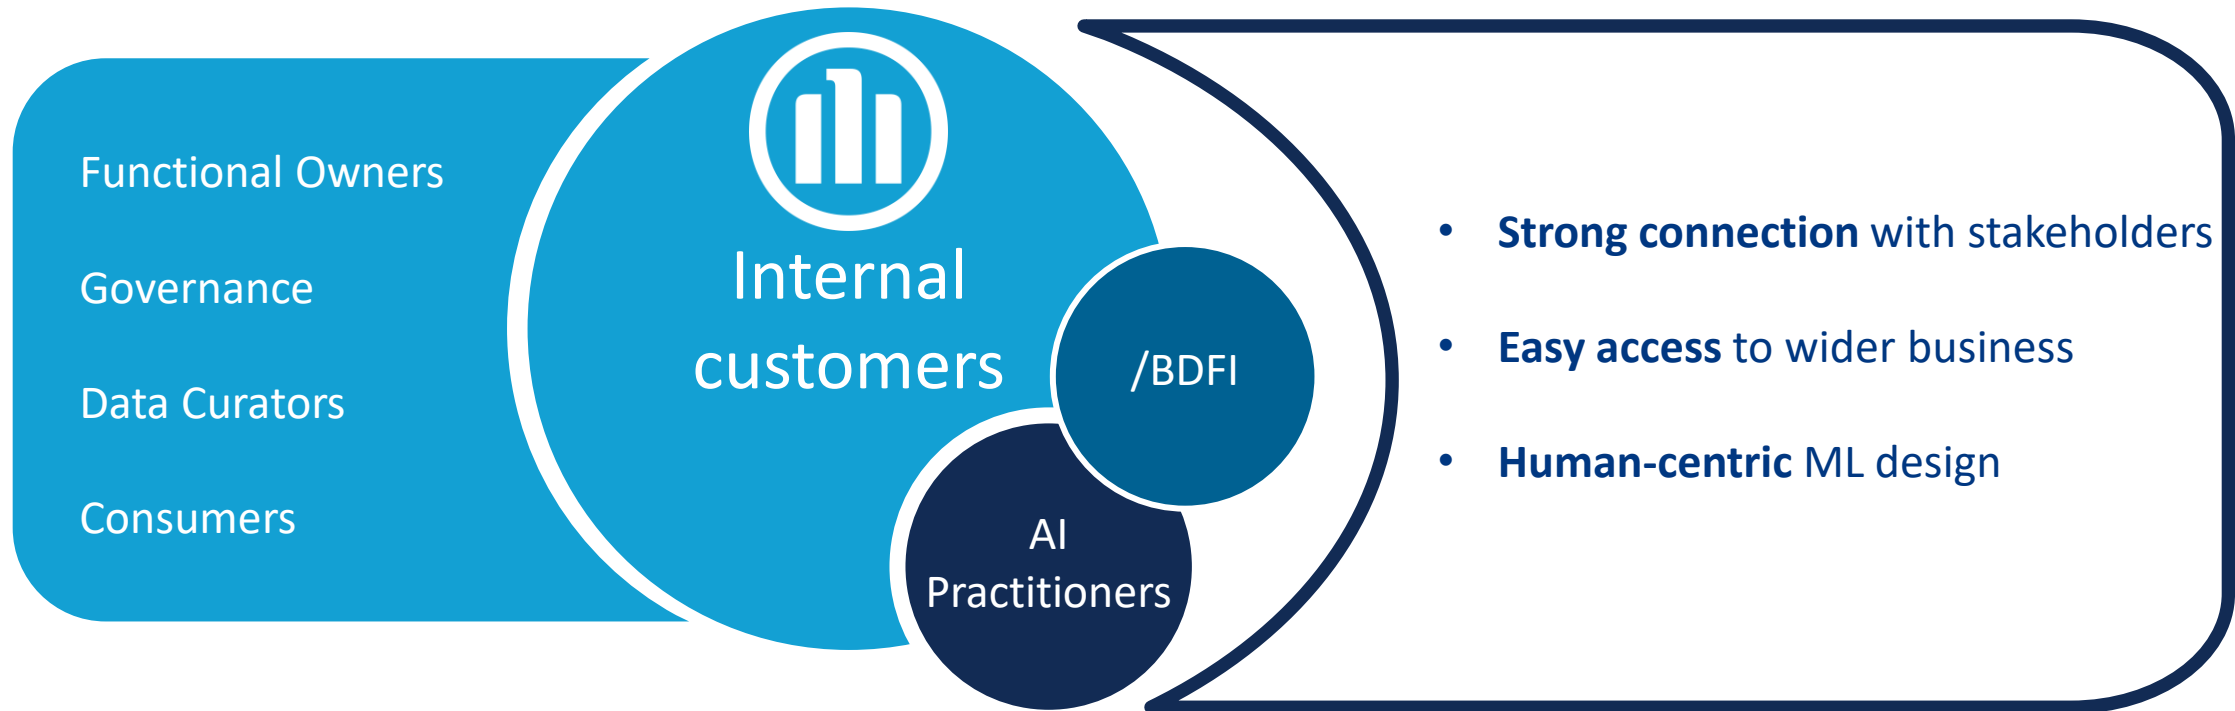 Functional Owners
Governance
Data Curators
Consumers
Internal
customers
/BDFI
AI
Practitioners
• Strong connection with stakeholders
• Easy access to wider business
• Human-centric ML design